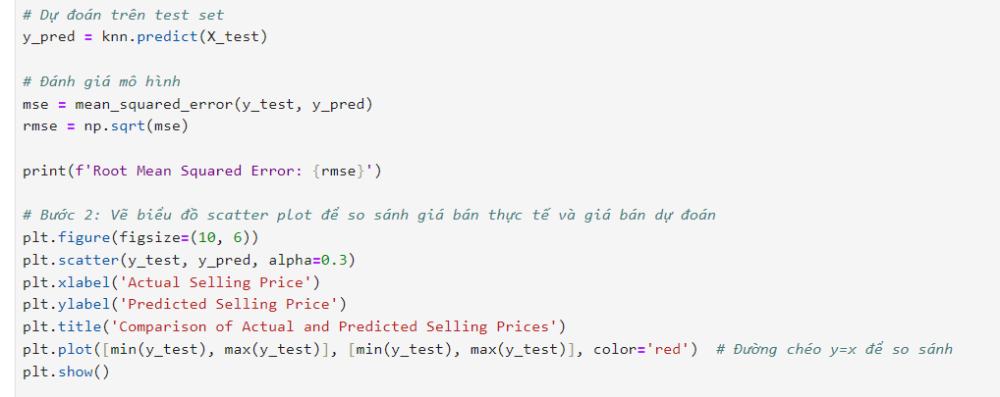 # Dự đoán trên test set
y_pred = knn.predict(X_test)
# Đánh giá mô hình
mse = mean_squared_error(y_test, y_pred)
rmse = np.sqrt(mse)
print(f'Root Mean Squared Error: {rmse}')
# Bước 2: Vẽ biểu đồ scatter plot để so sánh giá bán thực tế và giá bán dự đoán
plt.figure(figsize=(10, 6))
plt.scatter(y_test, y_pred, alpha=0.3)
plt.xlabel('Actual Selling Price')
plt.ylabel('Predicted Selling Price')
plt.title('Comparison of Actual and Predicted Selling Prices')
plt.plot([min(y_test), max(y_test)], [min(y_test), max(y_test)], color='red')  # Đường chéo y=x để so sánh
plt.show()